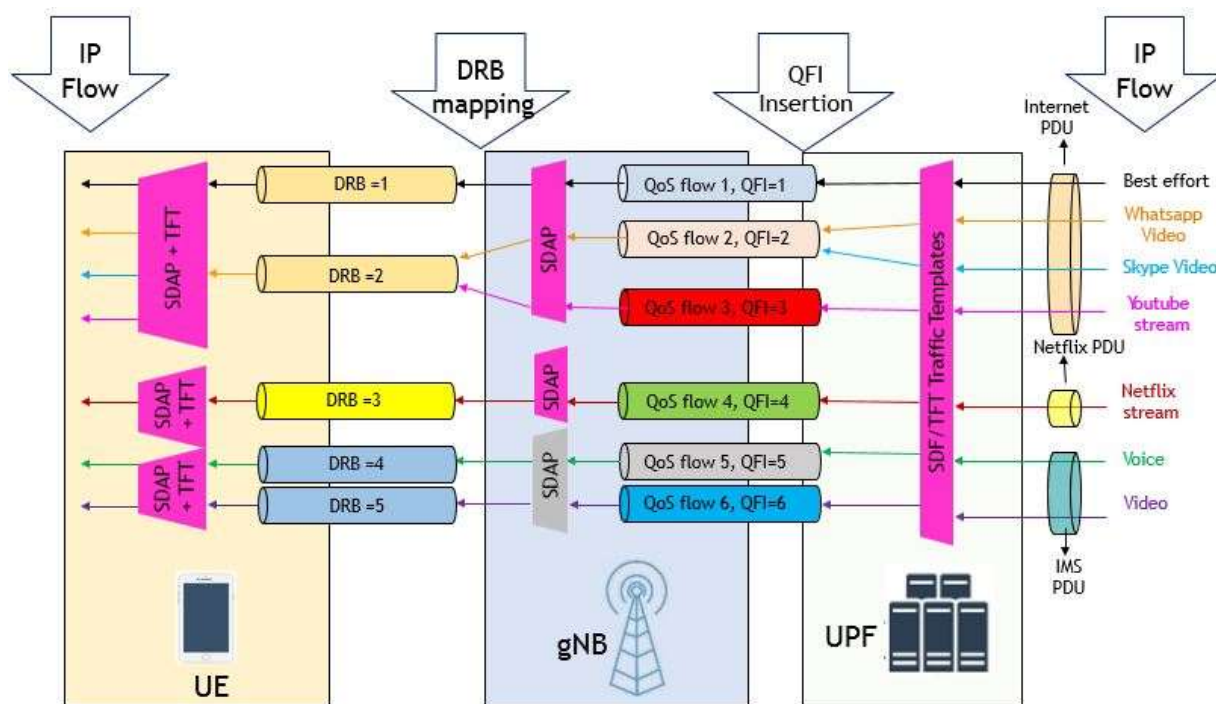 IP
Flow
DRB
mapping
QFI
Insertion
IP
Flow
Internet
PDU
DRB =1
QoS flow 1, QFI=1
Best effort
Whatsapp
Video
QoS flow 2, QFI=2
SDAP + TFT
DRB =2
SDAP
Skype Video
QoS flow 3, QFI=3
Youtube
stream
SDF/TFT Traffic Templates
Netflix PDU
SDAP
+ TFT
DRB =3
SDAP
QoS flow 4, QFI=4
Netflix
stream
SDAP
+ TFT
DRB =4
SDAP
QoS flow 5, QFI=5
Voice
DRB =5
QoS flow 6, QFI=6
Video
IMS
PDU
UE
gNB
UPF